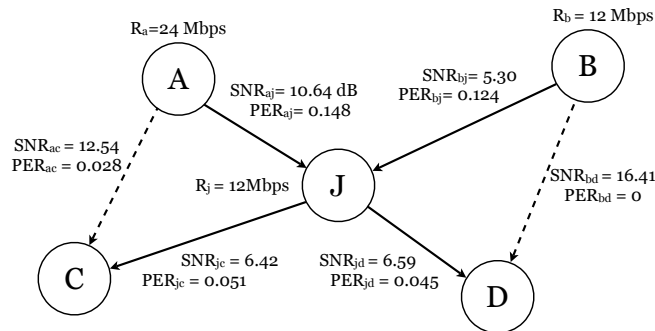 Rₐ=24 Mbps
R_b = 12 Mbps
A
B
SNR_aj= 10.64 dB
PER_aj= 0.148
SNR_bj= 5.30
PER_bj= 0.124
SNR_ac= 12.54
PER_ac = 0.028
SNR_bd = 16.41
PER_bd = 0
R_j = 12Mbps
J
SNR_jc = 6.42
PER_jc = 0.051
SNR_jd = 6.59
PER_jd = 0.045
C
D